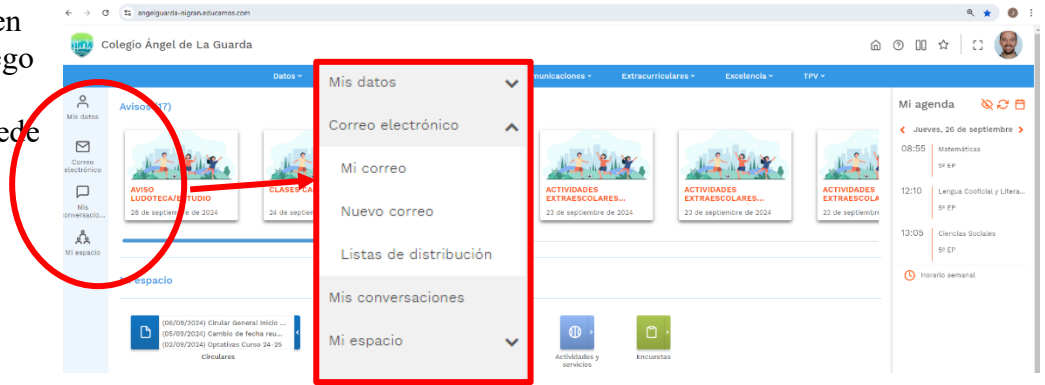 en
ego
ede
angelguarda-nigran.educamos.com
Colegio Ángel de La Guarda
Datos
municaciones
Extracurriculares
Excelencia
TPV
Mis datos
Correo electrónico
Mis conversacio...
Mi espacio
Avisos (17)
AVISO
LUDOTECA/ESTUDIO
26 de septiembre de 2024
CLASES CA
24 de septie
ACTIVIDADES
EXTRAESCOLARES...
23 de septiembre de 2024
ACTIVIDADES
EXTRAESCOLARES...
23 de septiembre de 2024
ACTIVIDADES
EXTRAESCOLA
23 de septiembre
Mis datos
Correo electrónico
Mi correo
Nuevo correo
Listas de distribución
Mis conversaciones
Mi espacio
espacio
(06/09/2024) Cirular General Inicio ...
(05/09/2024) Cambio de fecha reu...
(02/09/2024) Optativas Curso 24-25
Circulares
Actividades y
servicios
Encuestas
Mi agenda
Jueves, 26 de septiembre
08:55 Matemáticas
5º EP
12:10 Lengua Cooficial y Litera...
5º EP
13:05 Ciencias Sociales
5º EP
Horario semanal